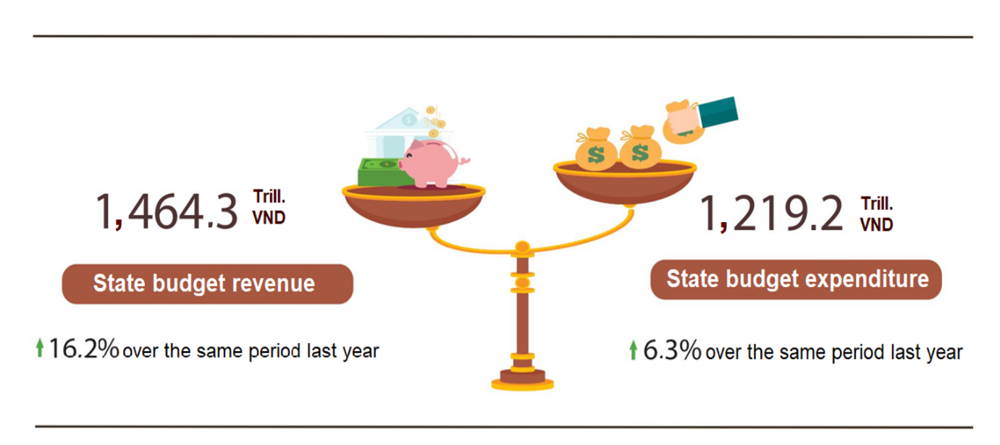 1,464.3 Trill.
VND
State budget revenue
16.2% over the same period last year
1,219.2 Trill.
VND
State budget expenditure
6.3% over the same period last year
$
$
$